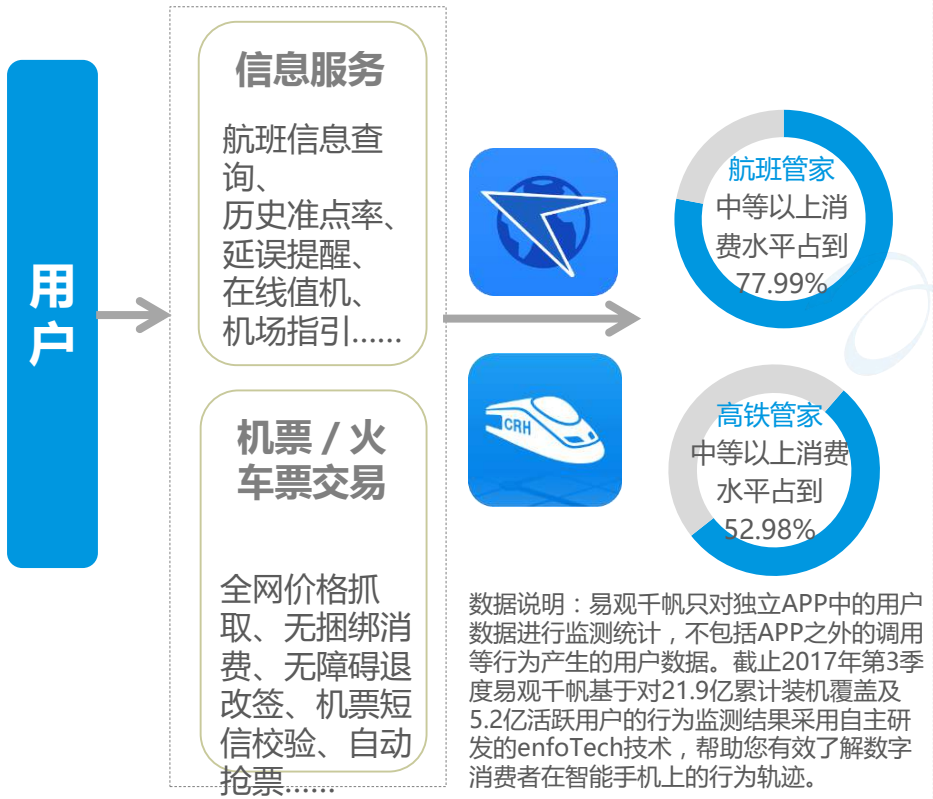 用
户
信息服务
航班信息查
询、
历史准点率、
延误提醒、
在线值机、
机场指引......
机票 / 火
车票交易
全网价格抓
取、无捆绑消
费、无障碍退
改签、机票短
信校验、自动
抢票......
CRH
航班管家
中等以上消
费水平占到
77.99%
高铁管家
中等以上消费
水平占到
52.98%
数据说明：易观千帆只对独立APP中的用户
数据进行监测统计，不包括APP之外的调用
等行为产生的用户数据。截止2017年第3季
度易观千帆基于对21.9亿累计装机覆盖及
5.2亿活跃用户的行为监测结果采用自主研
发的enfoTech技术，帮助您有效了解数字
消费者在智能手机上的行为轨迹。